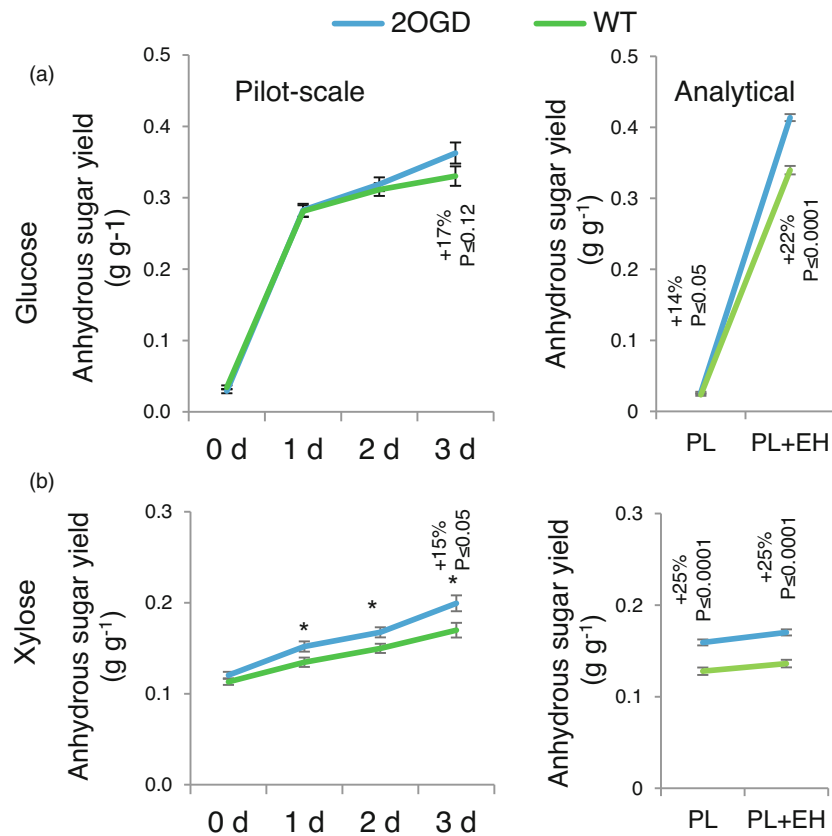 2OGD WT
(a)
Glucose
Anhydrous sugar yield
(g g-1)
0.5
0.4
0.3
0.2
0.1
0.0
Pilot-scale
+17%
P≤0.12
0 d 1 d 2 d 3 d
Anhydrous sugar yield
(g g⁻¹)
0.5
0.4
0.3
0.2
0.1
0
Analytical
+14%
P≤0.05
+22%
P≤0.0001
PL PL+EH
(b)
Xylose
Anhydrous sugar yield
(g g⁻¹)
0.3
0.2
0.1
0.0
*
*
*
+15%
P≤0.05
0 d 1 d 2 d 3 d
Anhydrous sugar yield
(g g⁻¹)
0.3
0.2
0.1
0
+25%
P≤0.0001
+25%
P≤0.0001
PL PL+EH